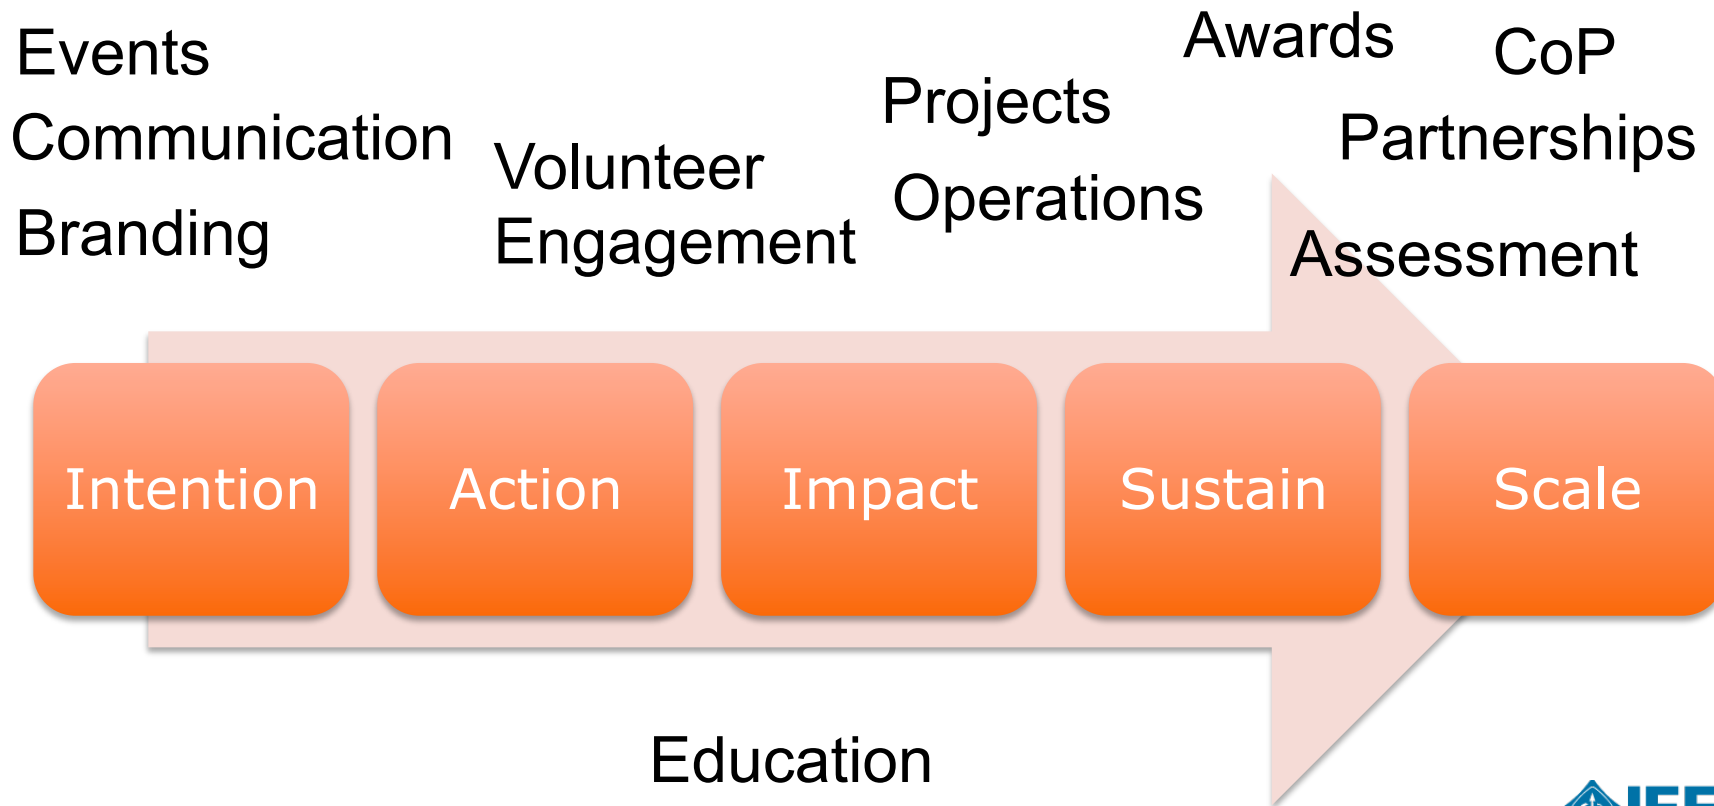 Events
Communication
Branding
Volunteer
Engagement
Projects
Operations
Awards
CoP
Partnerships
Assessment
Intention
Action
Impact
Sustain
Scale
Education